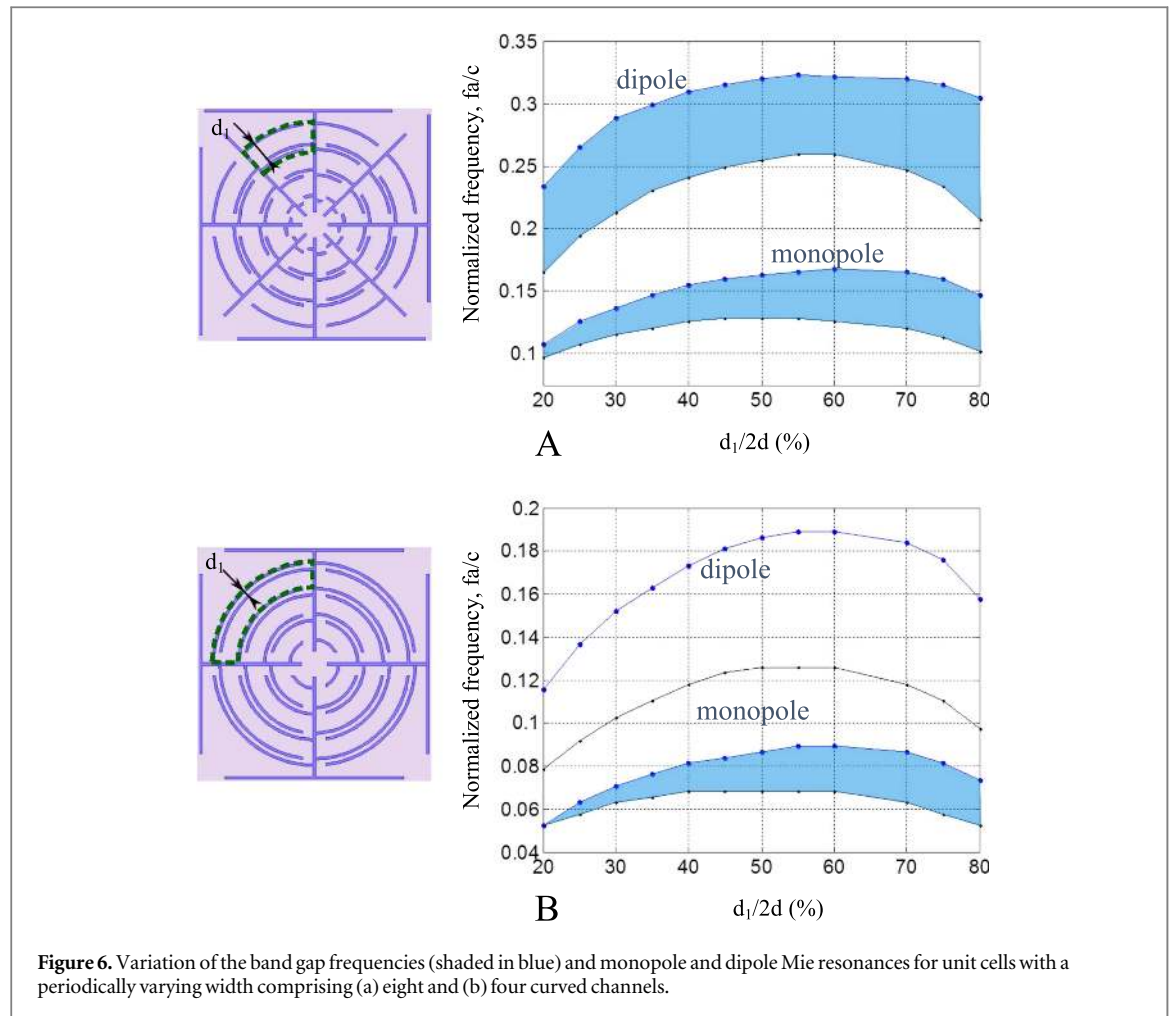 0.35
dipole
0.3
d₁
0.25
Normalized frequency, fa/c
0.2
monopole
0.15
0.1
20 30 40 50 60 70 80
A d₁/2d (%)
0.2
0.18
d₁
dipole
0.16
Normalized frequency, fa/c
0.14
0.12
monopole
0.1
0.08
0.06
0.04
20 30 40 50 60 70 80
B d₁/2d (%)
Figure 6. Variation of the band gap frequencies (shaded in blue) and monopole and dipole Mie resonances for unit cells with a
periodically varying width comprising (a) eight and (b) four curved channels.